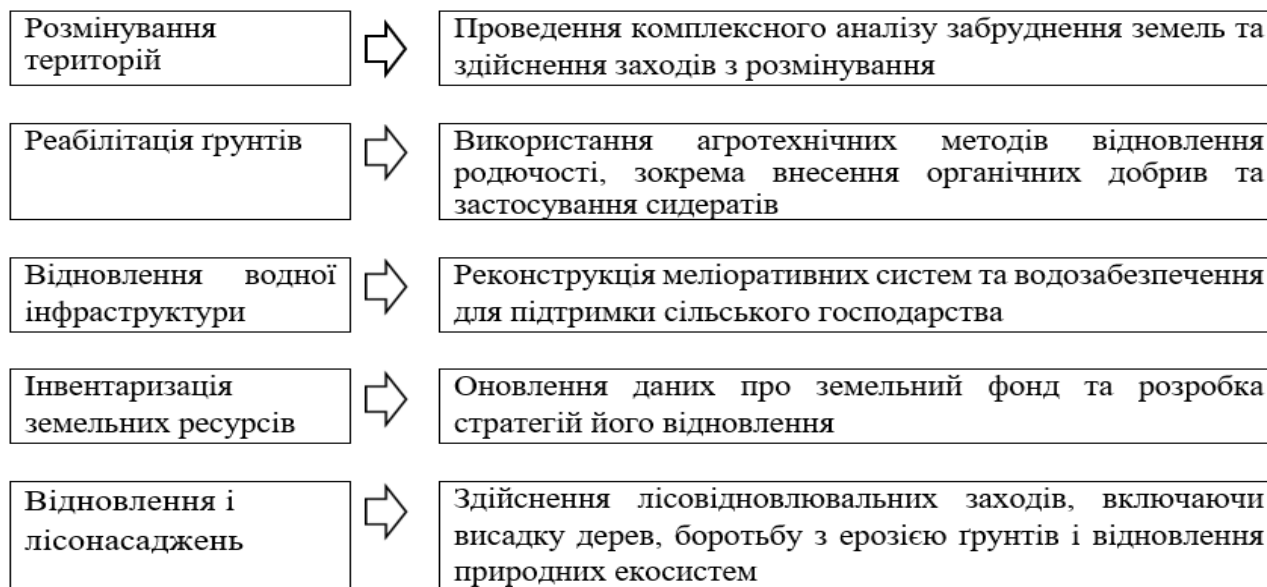 Розмінування
територій
Проведення комплексного аналізу забруднення земель та
здійснення заходів з розмінування
Реабілітація ґрунтів
Використання агротехнічних методів відновлення
родючості, зокрема внесення органічних добрив та
застосування сидератів
Відновлення водної
інфраструктури
Реконструкція меліоративних систем та водозабезпечення
для підтримки сільського господарства
Інвентаризація
земельних ресурсів
Оновлення даних про земельний фонд та розробка
стратегій його відновлення
Відновлення і
лісонасаджень
Здійснення лісовідновлювальних заходів, включаючи
висадку дерев, боротьбу з ерозією ґрунтів і відновлення
природних екосистем